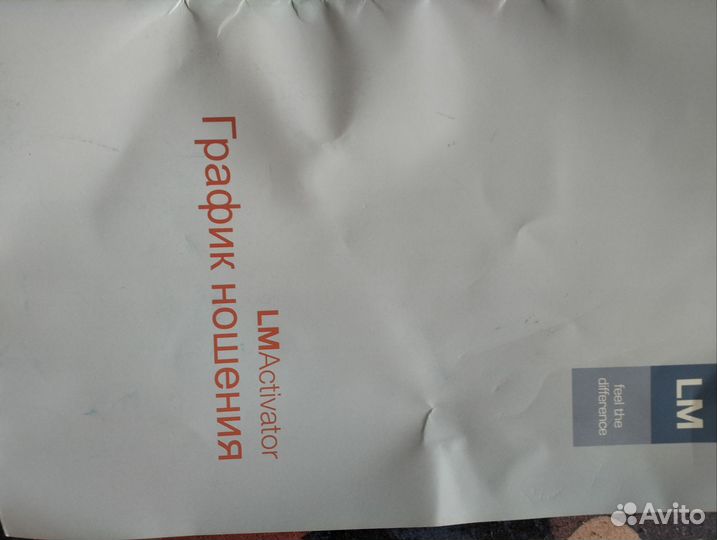 LM
feel the
difference
LMActivator
График ношения
Avito